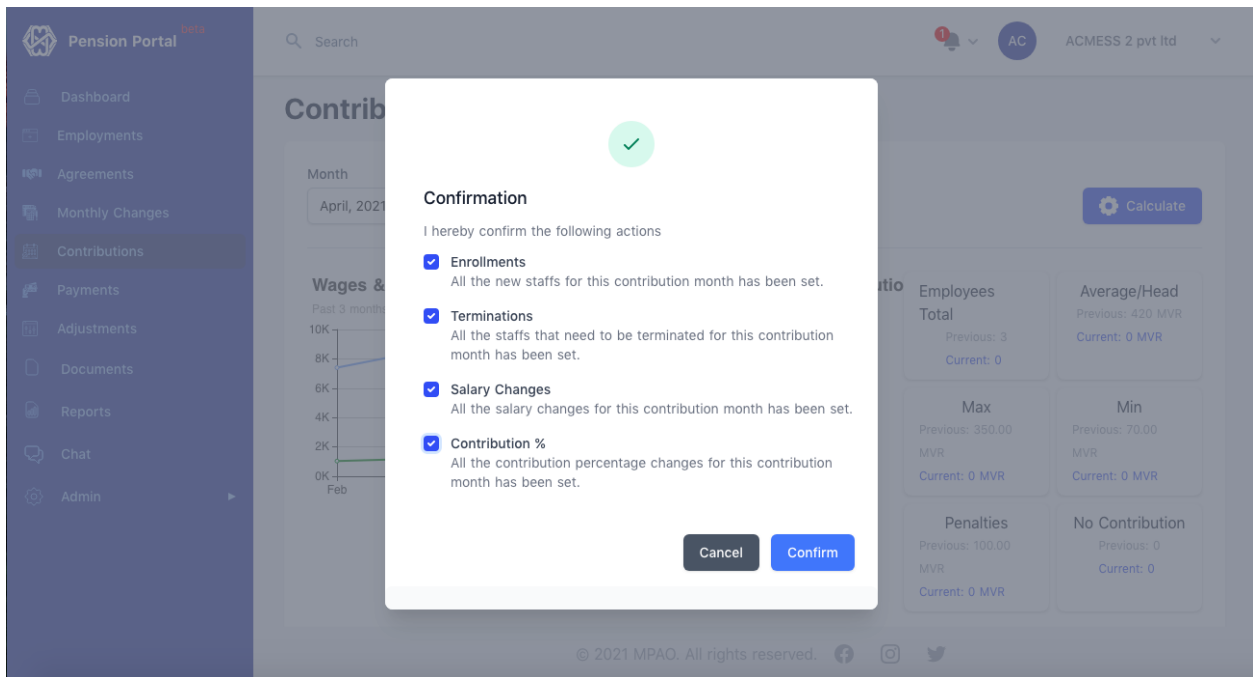 Pension Portal beta
Search
1
AC
ACMESS 2 pvt ltd
Dashboard
Employments
Agreements
Monthly Changes
Contributions
Payments
Adjustments
Documents
Reports
Chat
Admin
Contrib
Month
April, 2021
Calculate
Wages &
Past 3 months
10K
8K
6K
4K
2K
0K
Feb
Confirmation
I hereby confirm the following actions
Enrollments
All the new staffs for this contribution month has been set.
Terminations
All the staffs that need to be terminated for this contribution
month has been set.
Salary Changes
All the salary changes for this contribution month has been set.
Contribution %
All the contribution percentage changes for this contribution
month has been set.
Cancel
Confirm
utio
Employees
Total
Previous: 3
Current: 0
Average/Head
Previous: 420 MVR
Current: 0 MVR
Max
Previous: 350.00
MVR
Current: 0 MVR
Min
Previous: 70.00
MVR
Current: 0 MVR
Penalties
Previous: 100.00
MVR
Current: 0 MVR
No Contribution
Previous: 0
Current: 0
© 2021 MPAO. All rights reserved.